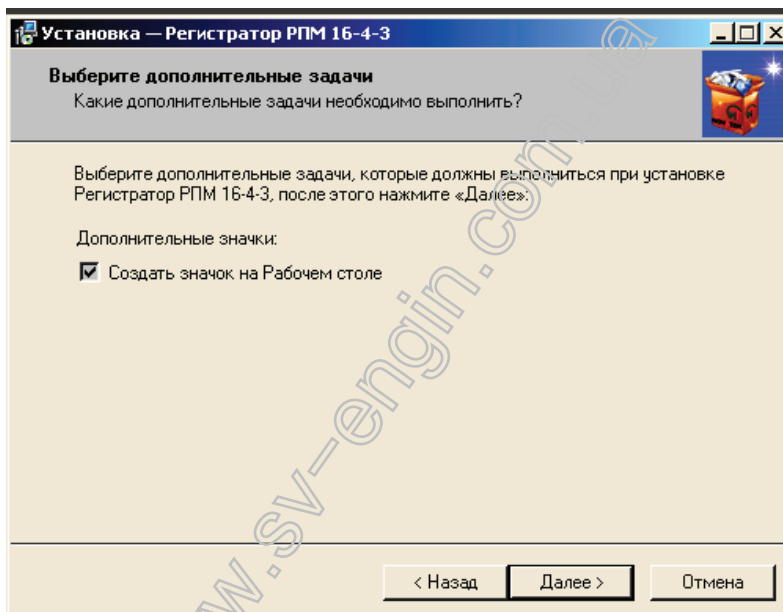 Установка — Регистратор РПМ 16-4-3
Выберите дополнительные задачи
Какие дополнительные задачи необходимо выполнить?
Выберите дополнительные задачи, которые должны выполниться при установке
Регистратор РПМ 16-4-3, после этого нажмите «Далее»:
Дополнительные значки:
Создать значок на Рабочем столе
< Назад
Далее >
Отмена
w.sv-engin.com.ua